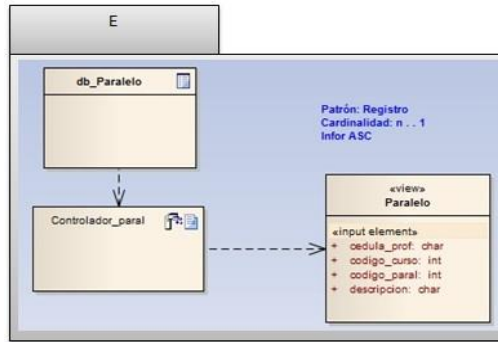 E
db_Paralelo
Patrón: Registro
Cardinalidad: n . . 1
Infor ASC
Controlador_paral
«view»
Paralelo
«input element»
+ cedula_prof: char
+ codigo_curso: int
+ codigo_paral: int
+ descripcion: char